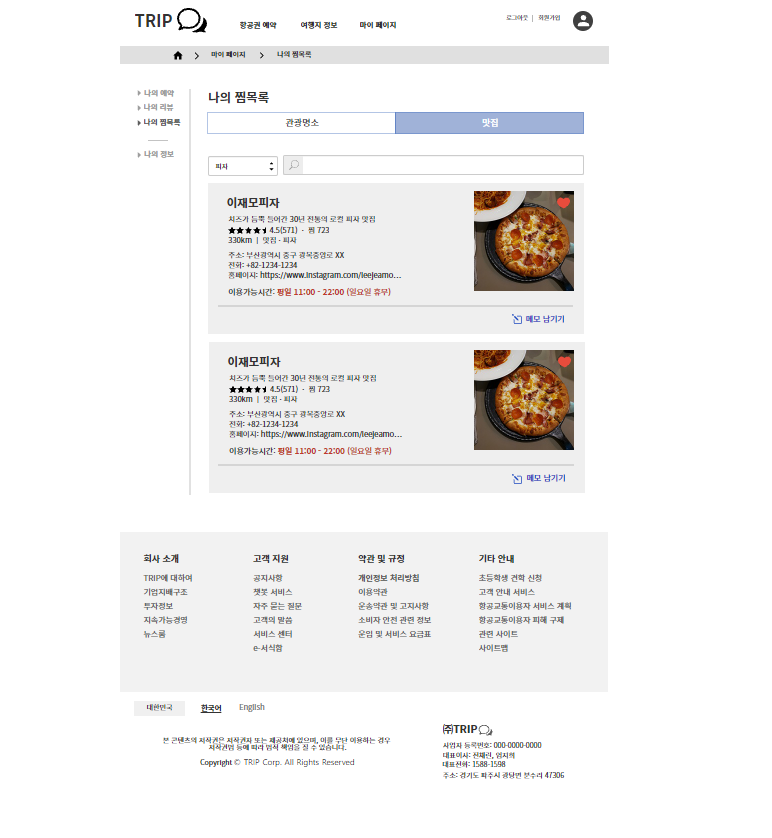 TRIP
항공권 예약 여행지 정보 마이 페이지
로그아웃 | 회원가입
마이 페이지 > 나의 찜목록
나의 예약
나의 리뷰
나의 찜목록
나의 정보
나의 찜목록
관광명소 맛집
피자
이재모피자
치즈가 듬뿍 들어간 30년 전통의 로컬 피자 맛집
4.5(571) · 찜 723
330km | 맛집 · 피자
주소: 부산광역시 중구 광복중앙로 XX
전화: +82-1234-1234
홈페이지: https://www.instagram.com/leejeamo...
이용가능시간: 평일 11:00 - 22:00 (일요일 휴무)
메모 남기기
이재모피자
치즈가 듬뿍 들어간 30년 전통의 로컬 피자 맛집
4.5(571) · 찜 723
330km | 맛집 · 피자
주소: 부산광역시 중구 광복중앙로 XX
전화: +82-1234-1234
홈페이지: https://www.instagram.com/leejeamo...
이용가능시간: 평일 11:00 - 22:00 (일요일 휴무)
메모 남기기
회사 소개
TRIP에 대하여
기업지배구조
투자정보
지속가능경영
뉴스룸
고객 지원
공지사항
챗봇 서비스
자주 묻는 질문
고객의 말씀
서비스 센터
e-서식함
약관 및 규정
개인정보 처리방침
이용약관
운송약관 및 고지사항
소비자 안전 관련 정보
운임 및 서비스 요금표
기타 안내
초등학생 견학 신청
고객 안내 서비스
항공교통이용자 서비스 계획
항공교통이용자 피해 구제
관련 사이트
사이트맵
대한민국 한국어 English
본 콘텐츠의 저작권은 저작권자 또는 제공처에 있으며, 이를 무단 이용하는 경우
저작권법 등에 따라 법적 책임을 질 수 있습니다.
Copyright © TRIP Corp. All Rights Reserved
㈜TRIP
사업자 등록번호: 000-0000-0000
대표이사: 전채린, 임지희
대표전화: 1588-1598
주소: 경기도 파주시 광탄면 분수리 47306